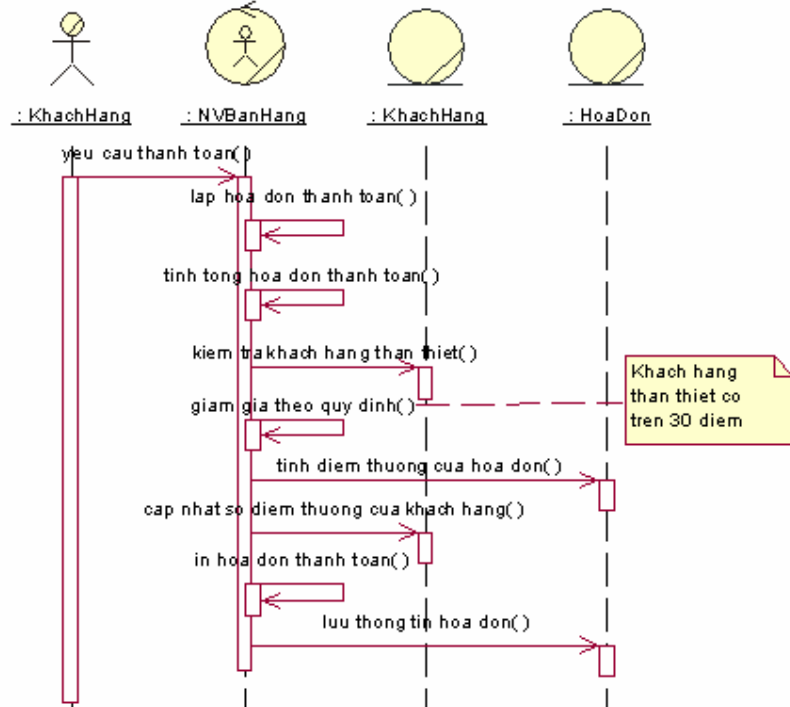 : KhachHang
: NVBanHang
: KhachHang
: HoaDon
yeu cau thanh toan()
lap hoa don thanh toan( )
tinh tong hoa don thanh toan( )
kiem tra khach hang than thiet( )
Khach hang
than thiet co
tren 30 diem
giam gia theo quy dinh( )
tinh diem thuong cua hoa don( )
cap nhat so diem thuong cua khach hang( )
in hoa don thanh toan( )
luu thong tin hoa don( )